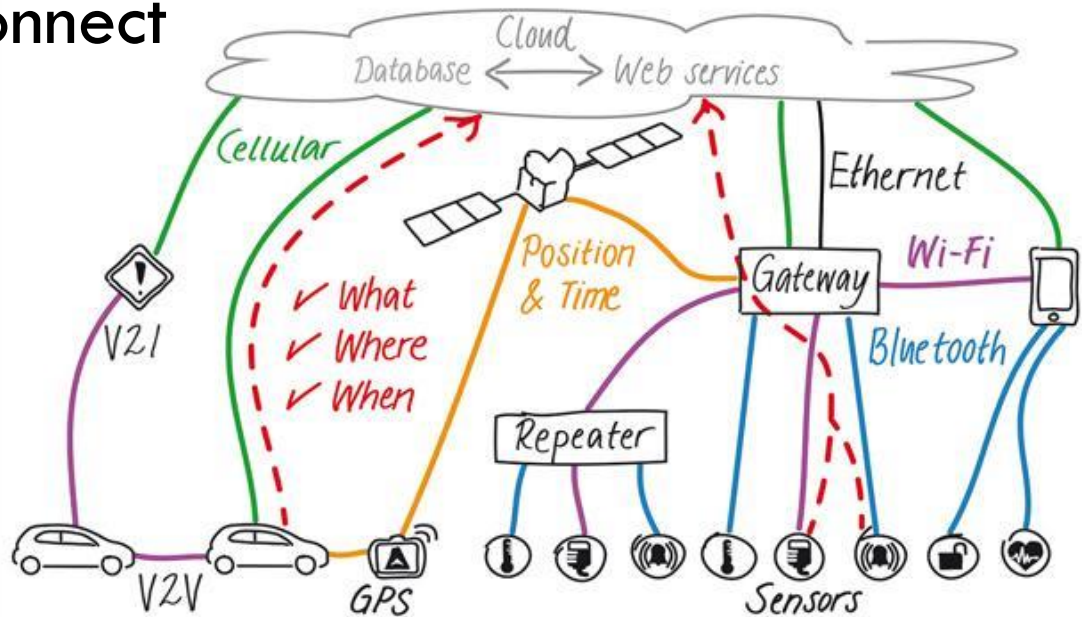 onnect
Cloud
Database Web services
Cellular
Ethernet
Position
& Time
Gateway
Wi-Fi
! 
V2I
✓ What
✓ Where
✓ When
Bluetooth
Repeater
V2V
GPS
A
Sensors